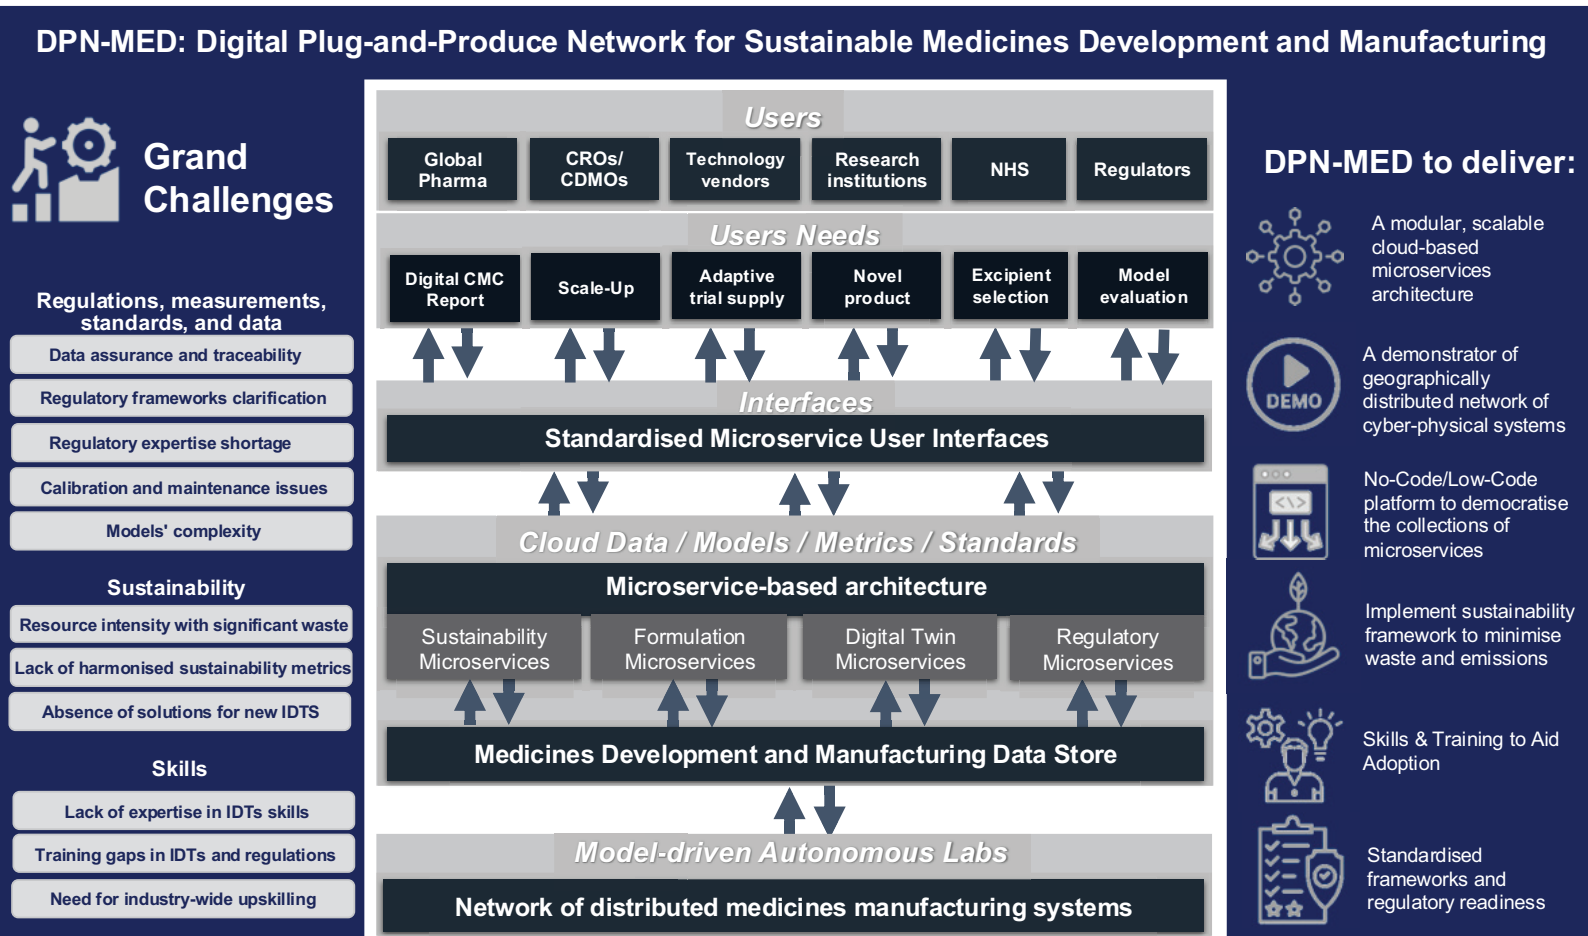 DPN-MED: Digital Plug-and-Produce Network for Sustainable Medicines Development and Manufacturing
Grand
Challenges
Regulations, measurements,
standards, and data
Data assurance and traceability
Regulatory frameworks clarification
Regulatory expertise shortage
Calibration and maintenance issues
Models' complexity
Sustainability
Resource intensity with significant waste
Lack of harmonised sustainability metrics
Absence of solutions for new IDTS
Skills
Lack of expertise in IDTs skills
Training gaps in IDTs and regulations
Need for industry-wide upskilling
Users
Global
Pharma
CROs/
CDMOs
Technology
vendors
Research
institutions
NHS
Regulators
Users Needs
Digital CMC
Report
Scale-Up
Adaptive
trial supply
Novel
product
Excipient
selection
Model
evaluation
Interfaces
Standardised Microservice User Interfaces
Cloud Data / Models / Metrics / Standards
Microservice-based architecture
Sustainability
Microservices
Formulation
Microservices
Digital Twin
Microservices
Regulatory
Microservices
Medicines Development and Manufacturing Data Store
Model-driven Autonomous Labs
Network of distributed medicines manufacturing systems
DPN-MED to deliver:
A modular, scalable
cloud-based
microservices
architecture
DEMO
A demonstrator of
geographically
distributed network of
cyber-physical systems
<\>
No-Code/Low-Code
platform to democratise
the collections of
microservices
Implement sustainability
framework to minimise
waste and emissions
Skills & Training to Aid
Adoption
Standardised
frameworks and
regulatory readiness